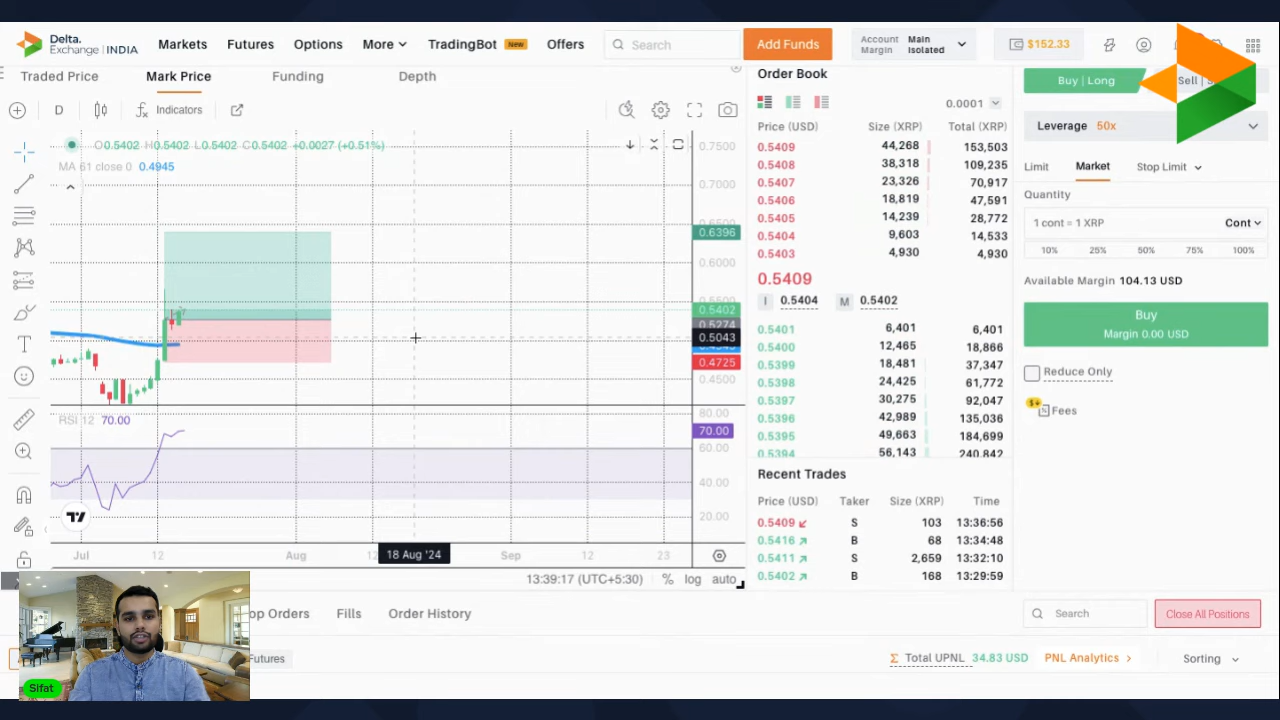 Delta.
Exchange | INDIA
Markets
Futures
Options
More
TradingBot New
Offers
Search
Add Funds
Account Main
Margin Isolated
$152.33
Traded Price
Mark Price
Funding
Depth
D
Indicators
O0.5402 H0.5402 L0.5402 C0.5402 +0.0027 (+0.51%)
MA 61 close 0 0.4945
0.7500
0.7000
0.6396
0.6000
0.5402
0.5274
0.5043
0.4725
0.4500
RSI 12 70.00
80.00
70.00
60.00
40.00
20.00
Jul
12
Aug
18 Aug '24
Sep
12
23
13:39:17 (UTC+5:30)
%
log
auto
Order Book
0.0001
Price (USD) Size (XRP) Total (XRP)
0.5409 44,268 153,503
0.5408 38,318 109,235
0.5407 23,326 70,917
0.5406 18,819 47,591
0.5405 14,239 28,772
0.5404 9,603 14,533
0.5403 4,930 4,930
0.5409
I 0.5404 M 0.5402
0.5401 6,401 6,401
0.5400 12,465 18,866
0.5399 18,481 37,347
0.5398 24,425 61,772
0.5397 30,275 92,047
0.5396 42,989 135,036
0.5395 49,663 184,699
0.5394 56,143 240,842
Recent Trades
Price (USD) Taker Size (XRP) Time
0.5409 S 103 13:36:56
0.5416 B 68 13:34:48
0.5411 S 2,659 13:32:10
0.5402 B 168 13:29:59
Buy | Long
Leverage 50x
Limit
Market
Stop Limit
Quantity
1 cont = 1 XRP
Cont
10% 25% 50% 75% 100%
Available Margin 104.13 USD
Buy
Margin 0.00 USD
Reduce Only
Fees
Orders
Fills
Order History
Search
Close All Positions
Futures
Σ Total UPNL 34.83 USD
PNL Analytics >
Sorting
Sifat